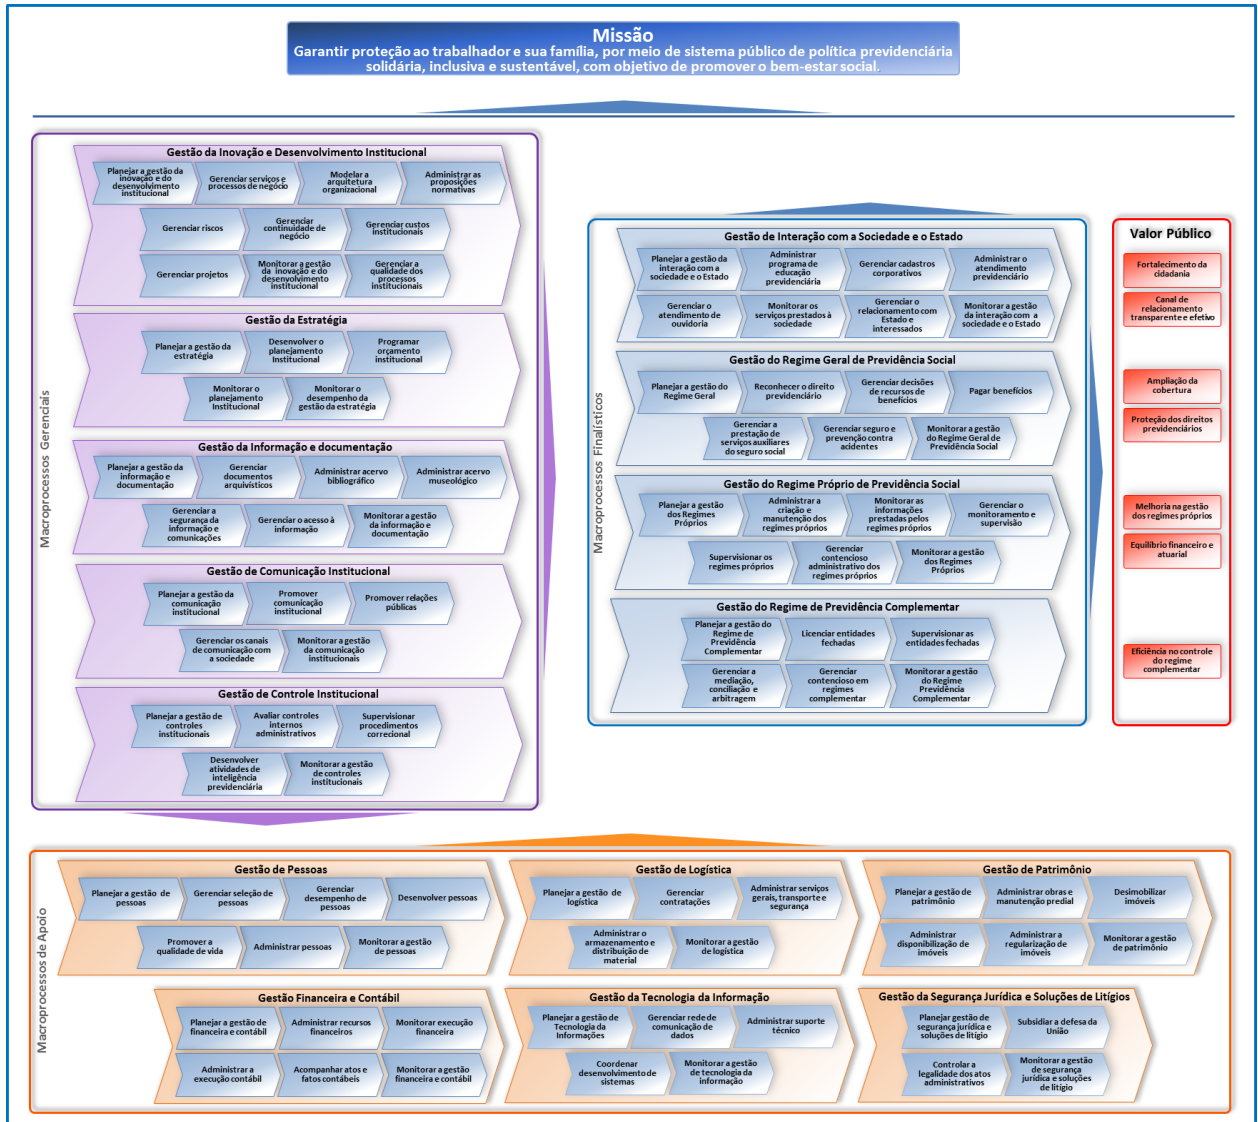 Missão
Garantir proteção ao trabalhador e sua família, por meio de sistema público de política previdenciária
solidária, inclusiva e sustentável, com objetivo de promover o bem-estar social.
Macroprocessos Gerenciais
Gestão da Inovação e Desenvolvimento Institucional
Planejar a gestão da
inovação e do
desenvolvimento
institucional
Gerenciar serviços e
processos de negócio
Modelar a
arquitetura
organizacional
Administrar as
proposições
normativas
Gerenciar riscos
Gerenciar
continuidade de
negócio
Gerenciar custos
institucionais
Gerenciar projetos
Monitorar a gestão
da inovação e do
desenvolvimento
institucional
Gerenciar a
qualidade dos
processos
institucionais
Gestão da Estratégia
Planejar a gestão da
estratégia
Desenvolver o
planejamento
Institucional
Programar
orçamento
institucional
Monitorar o
planejamento
Institucional
Monitorar o
desempenho da
gestão da estratégia
Gestão da Informação e documentação
Planejar a gestão da
informação e
documentação
Gerenciar
documentos
arquivísticos
Administrar acervo
bibliográfico
Administrar acervo
museológico
Gerenciar a
segurança da
informação e
comunicações
Gerenciar o acesso à
informação
Monitorar a gestão
da informação e
documentação
Gestão de Comunicação Institucional
Planejar a gestão da
comunicação
institucional
Promover
comunicação
institucional
Promover relações
públicas
Gerenciar os canais
de comunicação com
a sociedade
Monitorar a gestão
da comunicação
institucionais
Gestão de Controle Institucional
Planejar a gestão de
controles
institucionais
Avaliar controles
internos
administrativos
Supervisionar
procedimentos
correcional
Desenvolver
atividades de
inteligência
previdenciária
Monitorar a gestão
de controles
institucionais
Macroprocessos Finalísticos
Gestão de Interação com a Sociedade e o Estado
Planejar a gestão da
interação com a
sociedade e o Estado
Administrar
programa de
educação
previdenciária
Gerenciar cadastros
corporativos
Administrar o
atendimento
previdenciário
Gerenciar o
atendimento de
ouvidoria
Monitorar os
serviços prestados à
sociedade
Gerenciar o
relacionamento com
Estado e
interessados
Monitorar a gestão
da interação com a
sociedade e o Estado
Gestão do Regime Geral de Previdência Social
Planejar a gestão do
Regime Geral
Reconhecer o direito
previdenciário
Gerenciar decisões
de recursos de
benefícios
Pagar benefícios
Gerenciar a
prestação de
serviços auxiliares
do seguro social
Gerenciar seguro e
prevenção contra
acidentes
Monitorar a gestão
do Regime Geral de
Previdência Social
Gestão do Regime Próprio de Previdência Social
Planejar a gestão
dos Regimes
Próprios
Administrar a
criação e
manutenção dos
regimes próprios
Monitorar as
informações
prestadas pelos
regimes próprios
Gerenciar o
monitoramento e
supervisão
Supervisionar os
regimes próprios
Gerenciar
contencioso
administrativo dos
regimes próprios
Monitorar a gestão
dos Regimes
Próprios
Gestão do Regime de Previdência Complementar
Planejar a gestão do
Regime de
Previdência
Complementar
Licenciar entidades
fechadas
Supervisionar as
entidades fechadas
Gerenciar a
mediação,
conciliação e
arbitragem
Gerenciar
contencioso em
regimes
complementar
Monitorar a gestão
do Regime
Previdência
Complementar
Valor Público
Fortalecimento da
cidadania
Canal de
relacionamento
transparente e efetivo
Ampliação da
cobertura
Proteção dos direitos
previdenciários
Melhoria na gestão
dos regimes próprios
Equilíbrio financeiro e
atuarial
Eficiência no controle
do regime
complementar
Macroprocessos de Apoio
Gestão de Pessoas
Planejar a gestão de
pessoas
Gerenciar seleção de
pessoas
Gerenciar
desempenho de
pessoas
Desenvolver pessoas
Promover a
qualidade de vida
Administrar pessoas
Monitorar a gestão
de pessoas
Gestão de Logística
Planejar a gestão de
logística
Gerenciar
contratações
Administrar serviços
gerais, transporte e
segurança
Administrar o
armazenamento e
distribuição de
material
Monitorar a gestão
de logística
Gestão de Patrimônio
Planejar a gestão de
patrimônio
Administrar obras e
manutenção predial
Desimobilizar
imóveis
Administrar
disponibilização de
imóveis
Administrar a
regularização de
imóveis
Monitorar a gestão
de patrimônio
Gestão Financeira e Contábil
Planejar a gestão de
financeira e contábil
Administrar recursos
financeiros
Monitorar execução
financeira
Administrar a
execução contábil
Acompanhar atos e
fatos contábeis
Monitorar a gestão
financeira e contábil
Gestão da Tecnologia da Informação
Planejar a gestão de
Tecnologia da
Informações
Gerenciar rede de
comunicação de
dados
Administrar suporte
técnico
Coordenar
desenvolvimento de
sistemas
Monitorar a gestão
de tecnologia da
informação
Gestão da Segurança Jurídica e Soluções de Litígios
Planejar gestão de
segurança jurídica e
soluções de litígio
Subsidiar a defesa da
União
Controlar a
legalidade dos atos
administrativos
Monitorar a gestão
de segurança
jurídica e soluções
de litígio